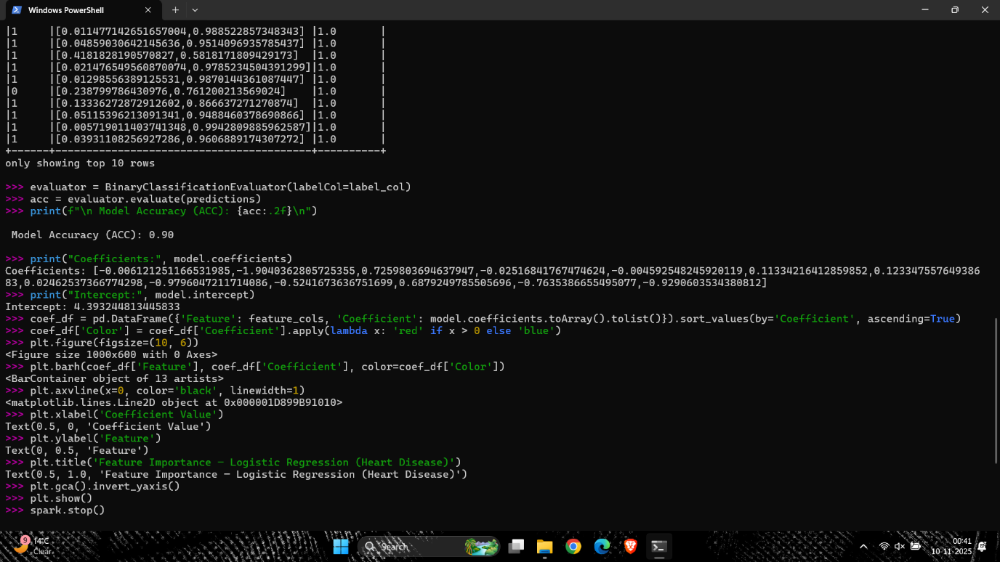 Windows PowerShell
|1     |[0.011477142651657004,0.988522857348343] |1.0       |
|1     |[0.04859030642145636,0.9514096935785437] |1.0       |
|1     |[0.4181828190570827,0.5818171809429173]  |1.0       |
|1     |[0.021476549560870074,0.9785234504391299]|1.0       |
|1     |[0.01298556389125531,0.9870144361087447] |1.0       |
|0     |[0.238799786430976,0.761200213569024]    |1.0       |
|1     |[0.13336272872912602,0.866637271270874]  |1.0       |
|1     |[0.05115396213091341,0.9488460378690866] |1.0       |
|1     |[0.005719011403741348,0.9942809885962587]|1.0       |
|1     |[0.03931108256927286,0.9606889174307272] |1.0       |
+------+-----------------------------------------+----------+
only showing top 10 rows
>>> evaluator = BinaryClassificationEvaluator(labelCol=label_col)
>>> acc = evaluator.evaluate(predictions)
>>> print(f"\n Model Accuracy (ACC): {acc:.2f}\n")
Model Accuracy (ACC): 0.90
>>> print("Coefficients:", model.coefficients)
Coefficients: [-0.006121251166531985,-1.9040362805725355,0.7259803694637947,-0.02516841767474624,-0.004592548245920119,0.11334216412859852,0.123347557649386
83,0.02462537366774298,-0.9796047211714086,-0.5241673636751699,0.6879249785505696,-0.7635386655495077,-0.9290603534380812]
>>> print("Intercept:", model.intercept)
Intercept: 4.393244813445833
>>> coef_df = pd.DataFrame({'Feature': feature_cols, 'Coefficient': model.coefficients.toArray().tolist()}).sort_values(by='Coefficient', ascending=True)
>>> coef_df['Color'] = coef_df['Coefficient'].apply(lambda x: 'red' if x > 0 else 'blue')
>>> plt.figure(figsize=(10, 6))
<Figure size 1000x600 with 0 Axes>
>>> plt.barh(coef_df['Feature'], coef_df['Coefficient'], color=coef_df['Color'])
<BarContainer object of 13 artists>
>>> plt.axvline(x=0, color='black', linewidth=1)
<matplotlib.lines.Line2D object at 0x000001D899B91010>
>>> plt.xlabel('Coefficient Value')
Text(0.5, 0, 'Coefficient Value')
>>> plt.ylabel('Feature')
Text(0, 0.5, 'Feature')
>>> plt.title('Feature Importance – Logistic Regression (Heart Disease)')
Text(0.5, 1.0, 'Feature Importance – Logistic Regression (Heart Disease)')
>>> plt.gca().invert_yaxis()
>>> plt.show()
>>> spark.stop()
9
14°C
Clear
Search
00:41
10-11-2025